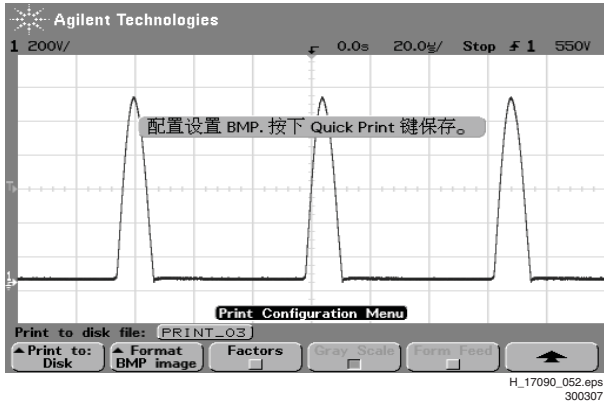 Agilent Technologies
1 200V/ 0.0s 20.0㎲/ Stop 1 550V
配置设置 BMP. 按下 Quick Print 键保存。
T
1
Print Configuration Menu
Print to disk file: PRINT_03
Print to: Disk Format BMP image Factors Gray Scale Form Feed
H_17090_052.eps
300307